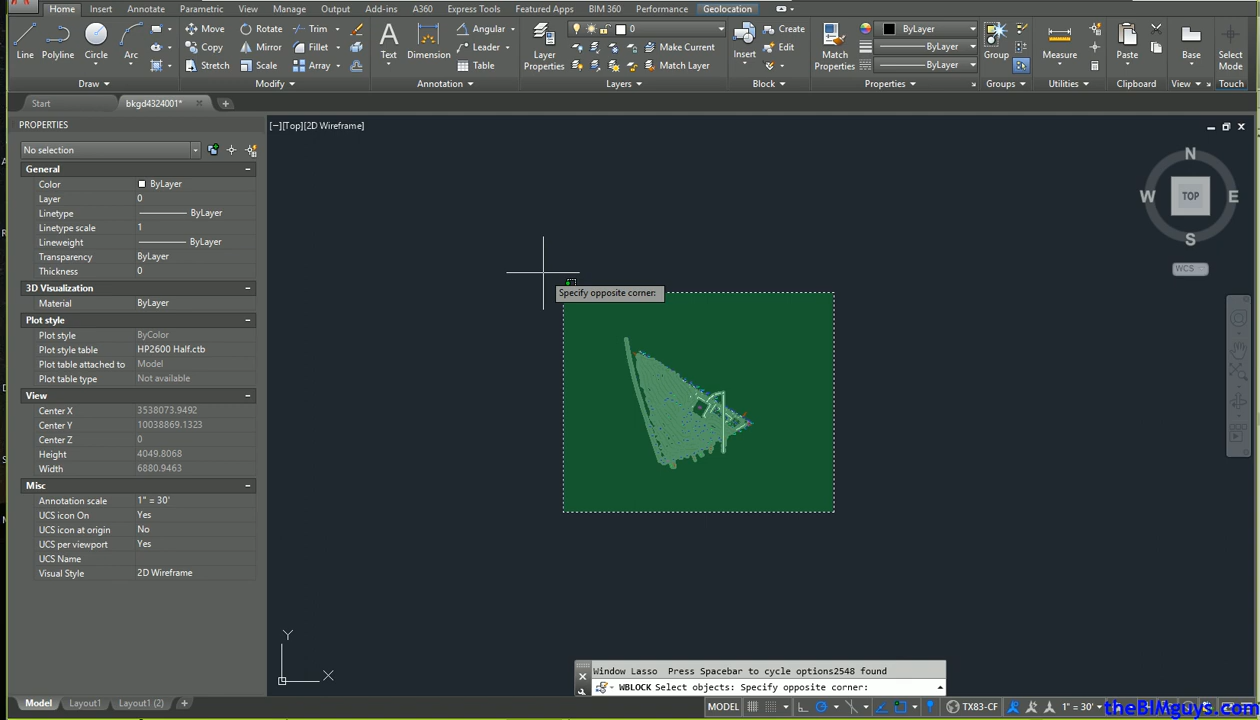 Home Insert Annotate Parametric View Manage Output Add-ins A360 Express Tools Featured Apps BIM 360 Performance Geolocation
Line Polyline Circle Arc
Move Rotate Trim
Copy Mirror Fillet
Stretch Scale Array
Text Dimension
Angular
Leader
Table
Layer Properties
0
Make Current
Match Layer
Insert
Create
Edit
Match Properties
ByLayer
ByLayer
ByLayer
Group
Measure
Paste
Base
Select Mode
Draw Modify Annotation Layers Block Properties Groups Utilities Clipboard View Touch
Start bkgd4324001*
PROPERTIES
[−][Top][2D Wireframe]
No selection
General
Color ByLayer
Layer 0
Linetype ByLayer
Linetype scale 1
Lineweight ByLayer
Transparency ByLayer
Thickness 0
3D Visualization
Material ByLayer
Plot style
Plot style ByColor
Plot style table HP2600 Half.ctb
Plot table attached to Model
Plot table type Not available
View
Center X 3538073.9492
Center Y 10038869.1323
Center Z 0
Height 4049.8068
Width 6880.9463
Misc
Annotation scale 1" = 30'
UCS icon On Yes
UCS icon at origin No
UCS per viewport Yes
UCS Name
Visual Style 2D Wireframe
N
W TOP E
S
WCS
Specify opposite corner:
Y
X
Window Lasso Press Spacebar to cycle options2548 found
WBLOCK Select objects: Specify opposite corner:
Model Layout1 Layout1 (2)
MODEL TX83-CF 1" = 30'
theBIMguys.com